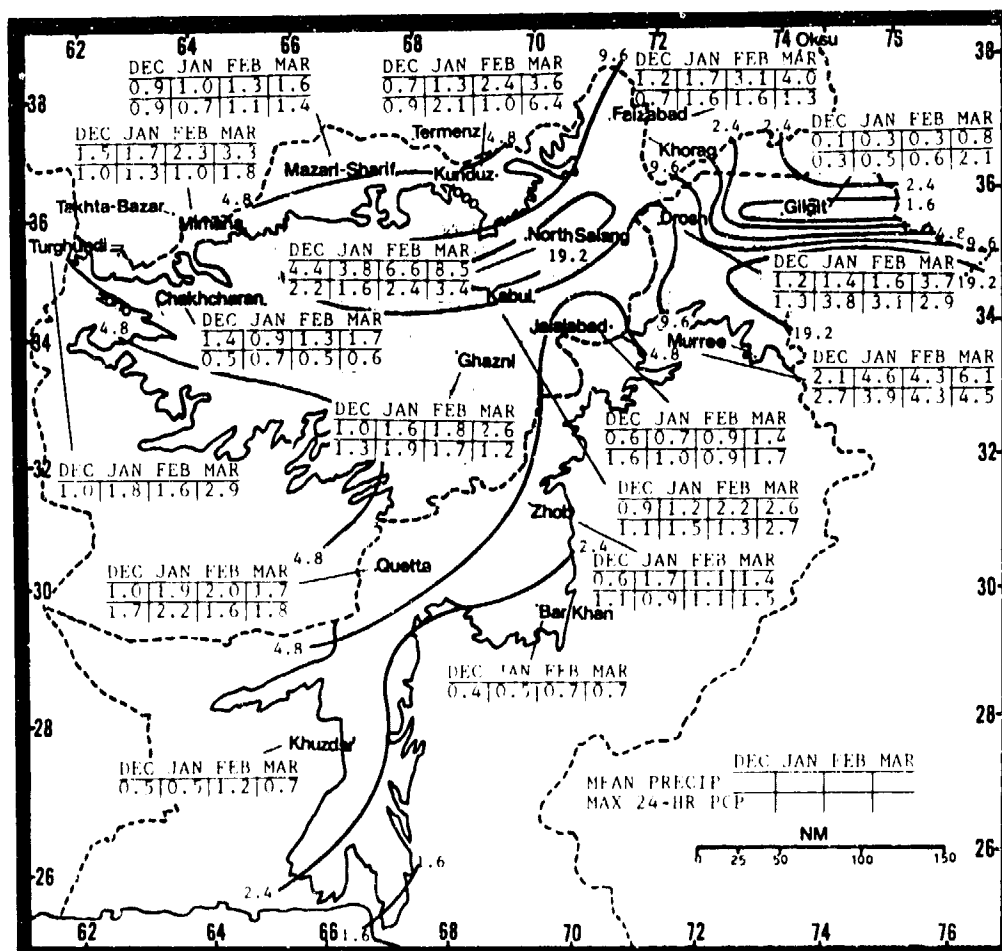 62 64 66 68 70 72 74 Oksu 75
38
9.6
DEC JAN FEB MAR
0.9 1.0 1.3 1.6
0.9 0.7 1.1 1.4
DEC JAN FEB MAR
0.7 1.3 2.4 3.6
0.9 2.1 1.0 6.4
DEC JAN FEB MAR
1.2 1.7 3.1 4.0
0.7 1.6 1.6 1.3
38
Faizabad
DEC JAN FEB MAR
1.5 1.7 2.3 3.3
1.0 1.3 1.0 1.8
Termenz
4.8
2.4 2.4
DEC JAN FEB MAR
0.1 0.3 0.3 0.8
0.3 0.5 0.6 2.1
Mazari-Sharif
Kunduz
Khorag
9.6
4.8
36
2.4
1.6
Takhta-Bazar
Mimana
Drosh
Gilgit
36
Turghundi
North Salang
19.2
4.8
9.6
DEC JAN FEB MAR
4.4 3.8 6.6 8.5
2.2 1.6 2.4 3.4
DEC JAN FEB MAR
1.2 1.4 1.6 3.7
1.3 3.8 3.1 2.9
19.2
Chakhcharan
Kabul
4.8
34
DEC JAN FEB MAR
1.4 0.9 1.3 1.7
0.5 0.7 0.5 0.6
Jalalabad
9.6
Murree
19.2
34
Ghazni
4.8
DEC JAN FEB MAR
2.1 4.6 4.3 6.1
2.7 3.9 4.3 4.5
DEC JAN FEB MAR
1.0 1.6 1.8 2.6
1.3 1.9 1.7 1.2
DEC JAN FEB MAR
0.6 0.7 0.9 1.4
1.6 1.0 0.9 1.7
32
DEC JAN FEB MAR
1.0 1.8 1.6 2.9
32
DEC JAN FEB MAR
0.9 1.2 2.2 2.6
1.1 1.5 1.3 2.7
Zhob
4.8
2.4
DEC JAN FEB MAR
0.6 1.7 1.1 1.4
1.1 0.9 1.1 1.5
Quetta
DEC JAN FEB MAR
1.0 1.9 2.0 1.7
1.7 2.2 1.6 1.8
30
30
Bar Khan
4.8
DEC JAN FEB MAR
0.4 0.5 0.7 0.7
28
28
Khuzdar
DEC JAN FEB MAR
0.5 0.5 1.2 0.7
DEC JAN FEB MAR
MEAN PRECIP
MAX 24-HR PCP
NM
0 25 50 100 150
26
26
1.6
2.4
1.6
62 64 66 68 70 72 74 76